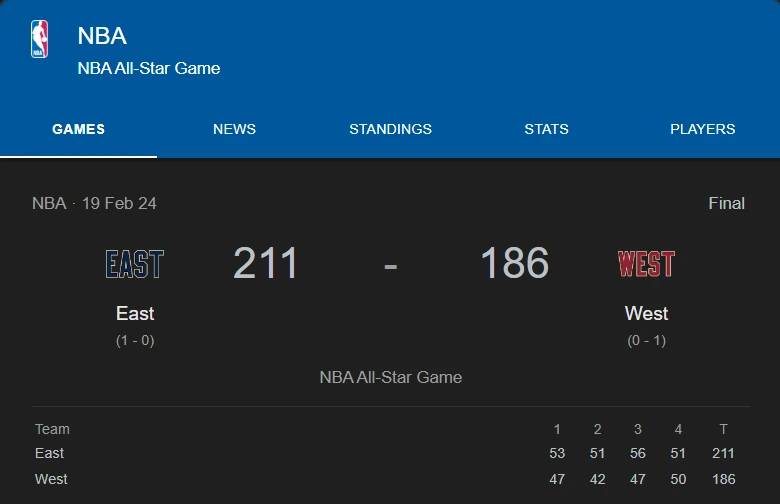 NBA
NBA
NBA All-Star Game
GAMES NEWS STANDINGS STATS PLAYERS
NBA · 19 Feb 24 Final
EAST 211 - 186 WEST
East West
(1 - 0) (0 - 1)
NBA All-Star Game
Team 1 2 3 4 T
East 53 51 56 51 211
West 47 42 47 50 186